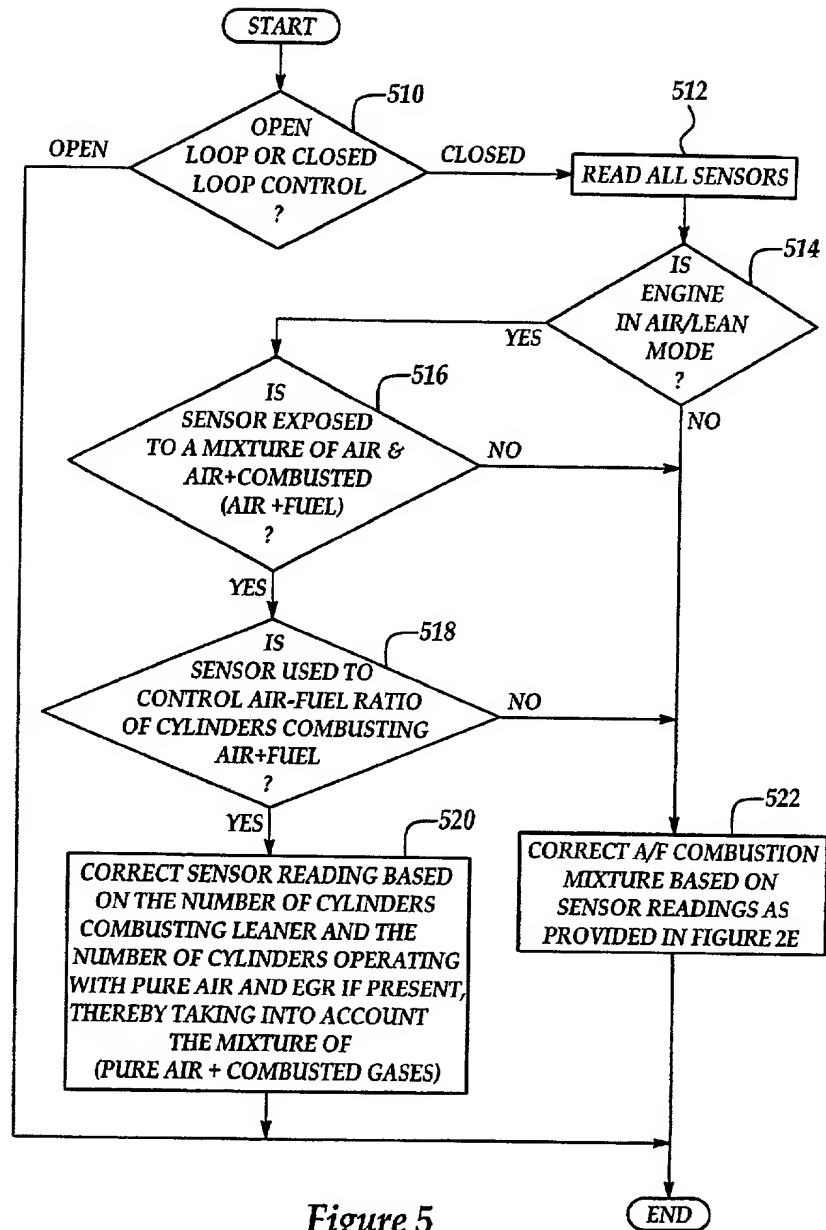 START
510
OPEN
LOOP OR CLOSED
LOOP CONTROL
?
OPEN
CLOSED
512
READ ALL SENSORS
514
IS
ENGINE
IN AIR/LEAN
MODE
?
YES
NO
516
IS
SENSOR EXPOSED
TO A MIXTURE OF AIR &
AIR+COMBUSTED
(AIR +FUEL)
?
NO
YES
518
IS
SENSOR USED TO
CONTROL AIR-FUEL RATIO
OF CYLINDERS COMBUSTING
AIR+FUEL
?
NO
YES
520
CORRECT SENSOR READING BASED
ON THE NUMBER OF CYLINDERS
COMBUSTING LEANER AND THE
NUMBER OF CYLINDERS OPERATING
WITH PURE AIR AND EGR IF PRESENT,
THEREBY TAKING INTO ACCOUNT
THE MIXTURE OF
(PURE AIR + COMBUSTED GASES)
522
CORRECT A/F COMBUSTION
MIXTURE BASED ON
SENSOR READINGS AS
PROVIDED IN FIGURE 2E
END
Figure 5